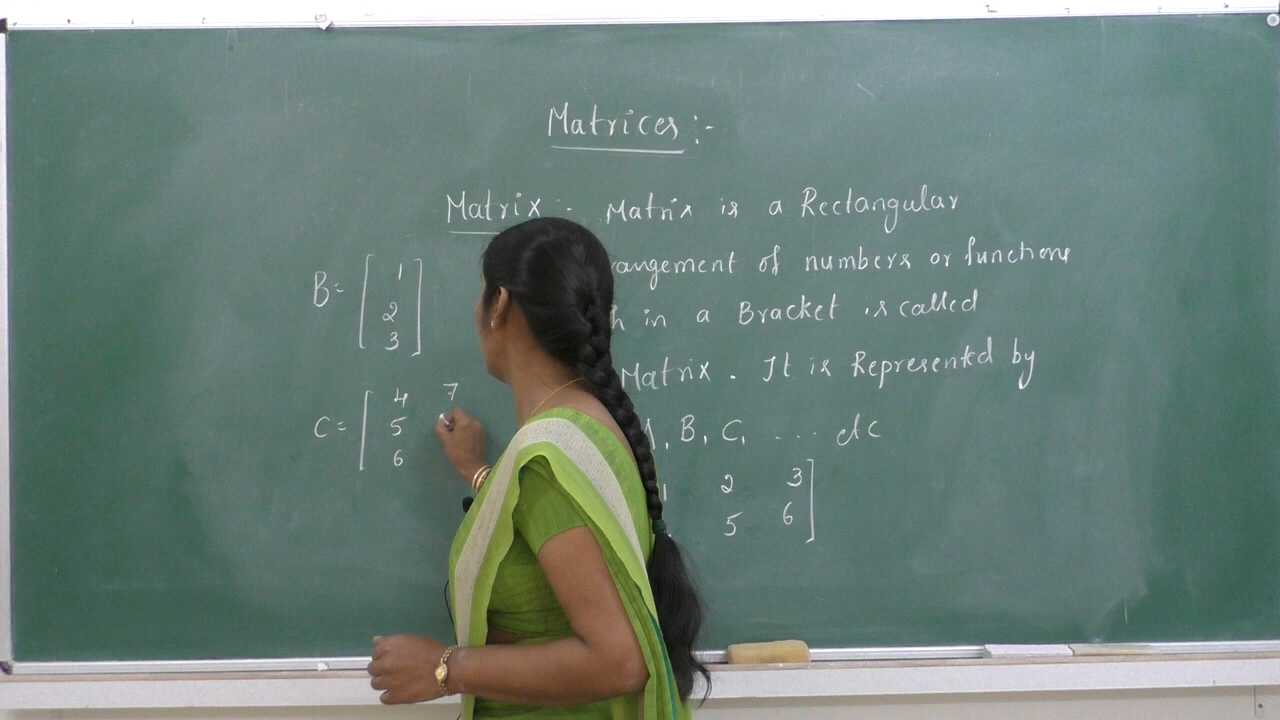 Matrices :-
Matrix :- Matrix is a Rectangular
rangement of numbers or functions
h in a Bracket is called
Matrix. It is Represented by
A, B, C, .... etc
1 2 3
5 6
B= 1
2
3
C= 4 7
5
6